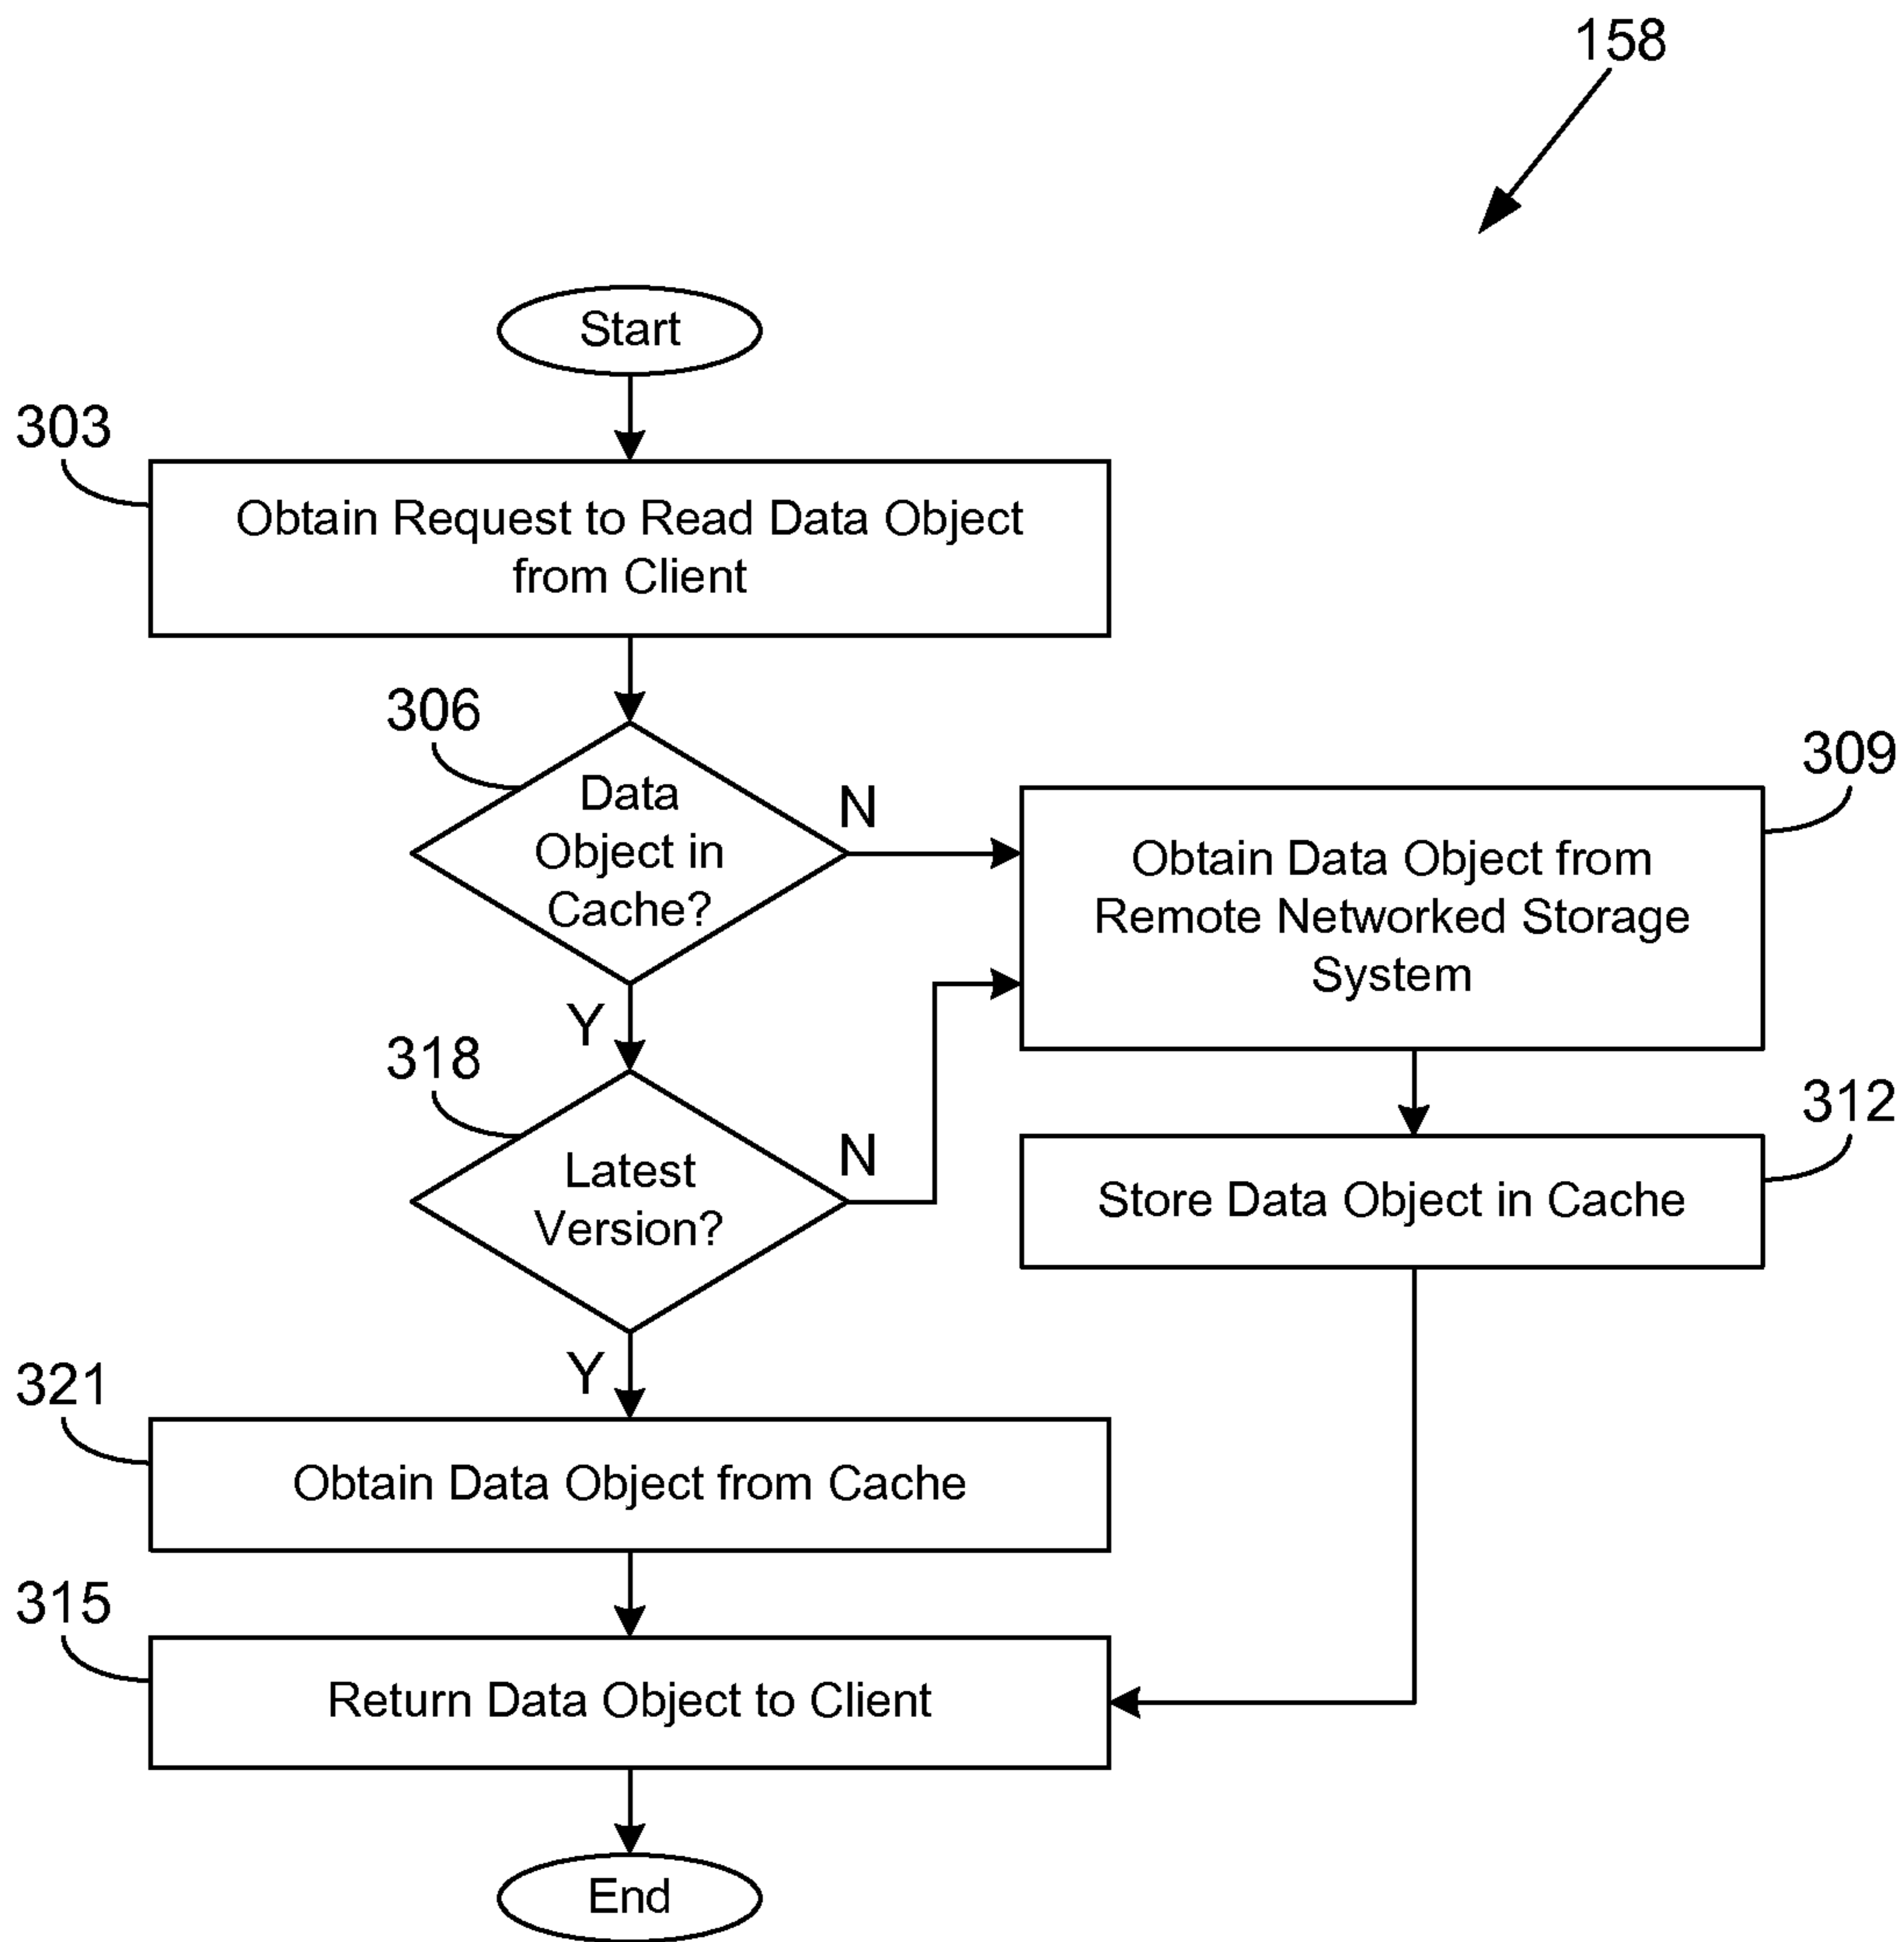 158
Start
303
Obtain Request to Read Data Object
from Client
306
Data
Object in
Cache?
N
309
Obtain Data Object from
Remote Networked Storage
System
Y
318
Latest
Version?
N
312
Store Data Object in Cache
Y
321
Obtain Data Object from Cache
315
Return Data Object to Client
End